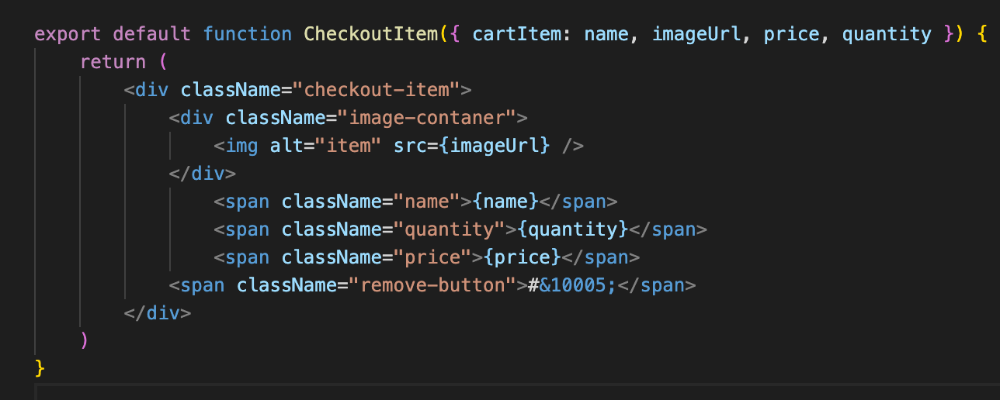 export default function CheckoutItem({ cartItem: name, imageUrl, price, quantity }) {
    return (
        <div className="checkout-item">
            <div className="image-contaner">
                <img alt="item" src={imageUrl} />
            </div>
                <span className="name">{name}</span>
                <span className="quantity">{quantity}</span>
                <span className="price">{price}</span>
            <span className="remove-button">#&10005;</span>
        </div>
    )
}